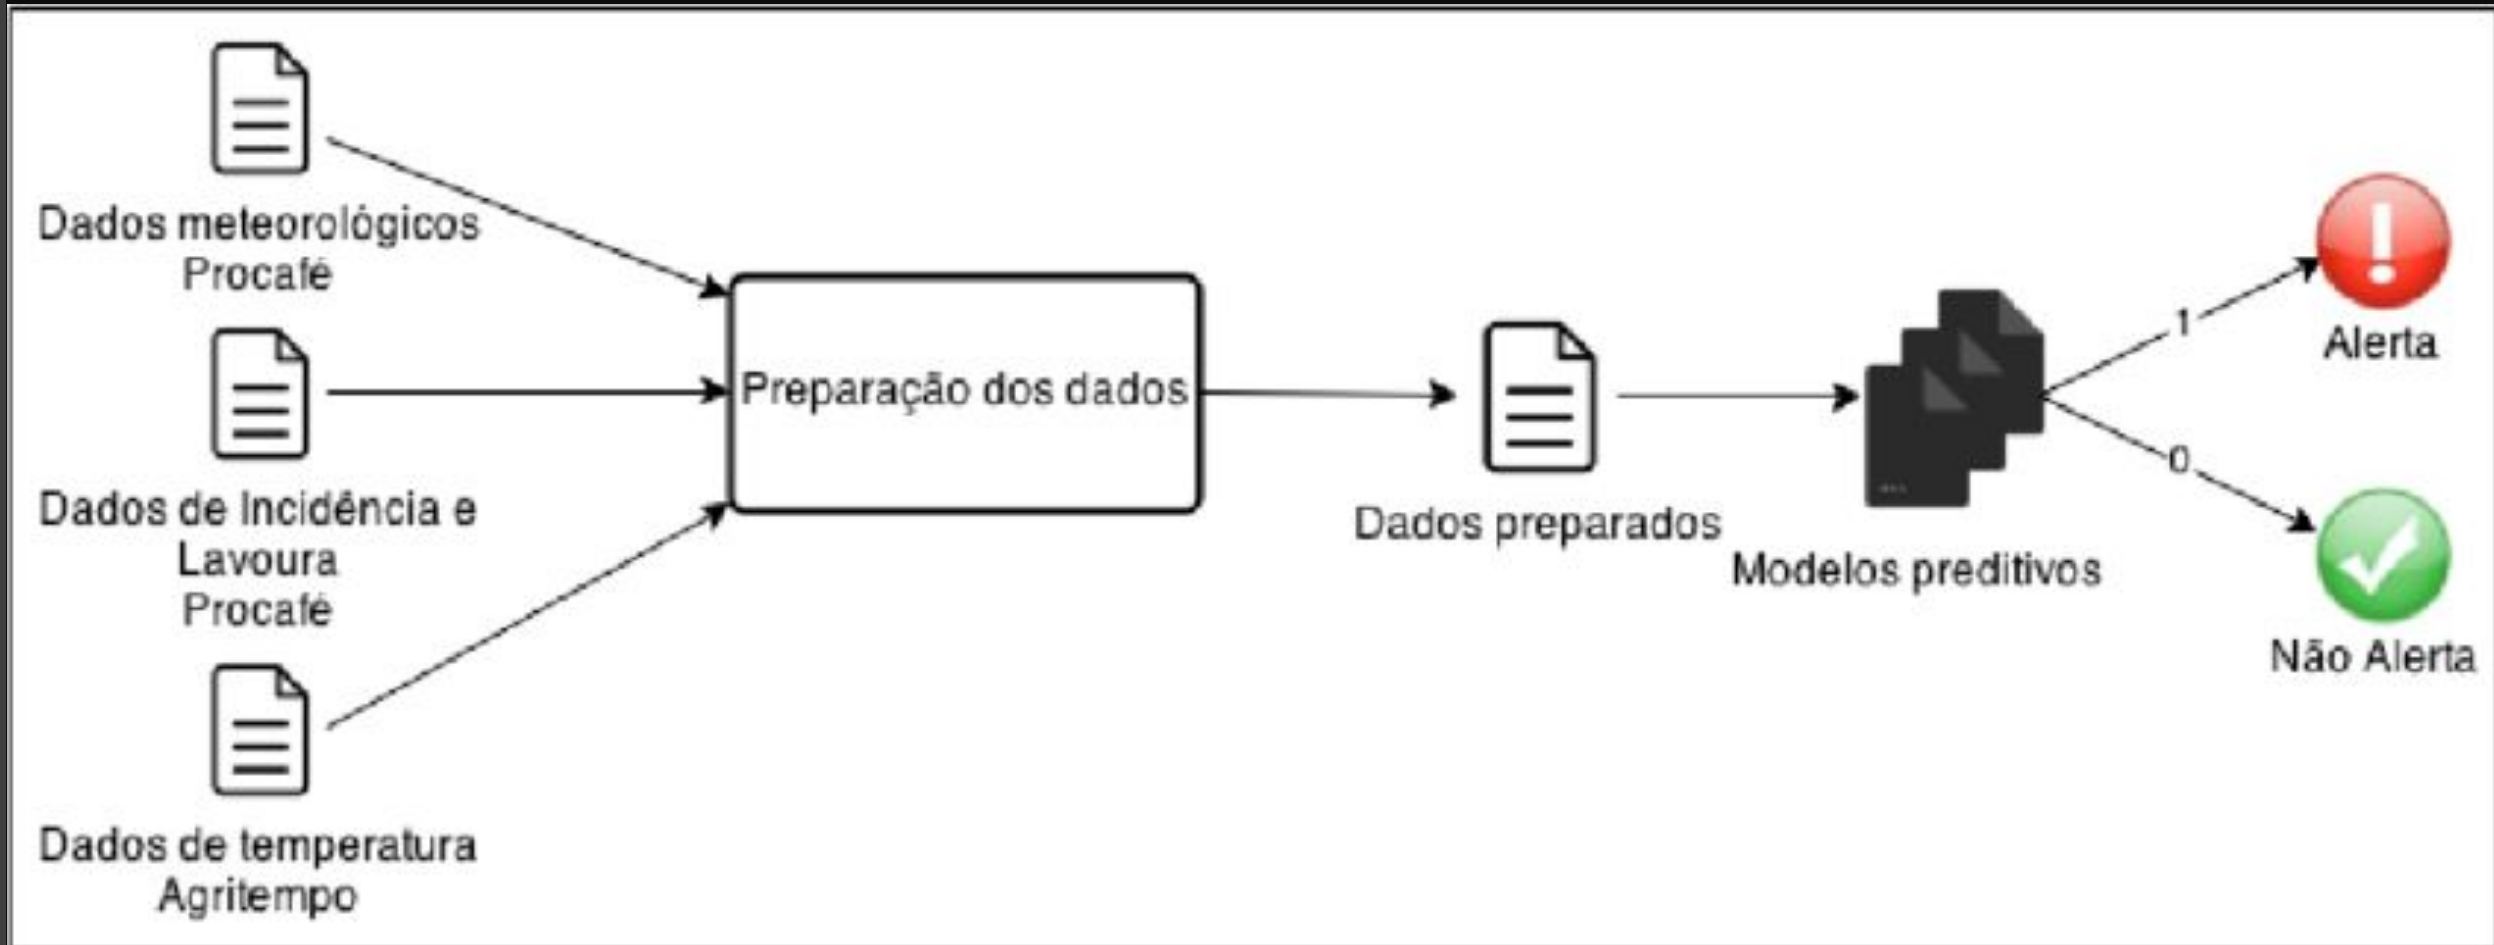 Dados meteorológicos
Procafé
Dados de Incidência e
Lavoura
Procafé
Dados de temperatura
Agritempo
Preparação dos dados
Dados preparados
Modelos preditivos
1
0
Alerta
Não Alerta